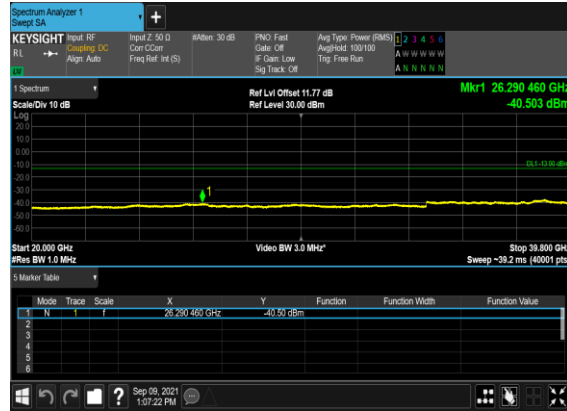 Spectrum Analyzer 1
Swept SA
+
KEYSIGHT Input: RF Input Z: 50 Ω #Atten: 30 dB PNO: Fast Avg Type: Power (RMS) 1 2 3 4 5 6
RL Coupling: DC Corr CCorr Gate: Off Avg|Hold: 100/100 A W W W W W
Align: Auto Freq Ref: Int (S) IF Gain: Low Trig: Free Run
Sig Track: Off A N N N N N
1 Spectrum
Scale/Div 10 dB Ref Lvl Offset 11.77 dB Mkr1 26.290 460 GHz
Ref Level 30.00 dBm -40.503 dBm
Log
20.0
10.0
0.00
-10.0 DL1 -13.00 dBm
-20.0
-30.0
-40.0 1
-50.0
-60.0
Start 20.000 GHz Video BW 3.0 MHz* Stop 39.800 GHz
#Res BW 1.0 MHz Sweep ~39.2 ms (40001 pts)
5 Marker Table
Mode Trace Scale X Y Function Function Width Function Value
1 N 1 f 26.290 460 GHz -40.50 dBm
2
3
4
5
6
? Sep 09, 2021
1:07:22 PM